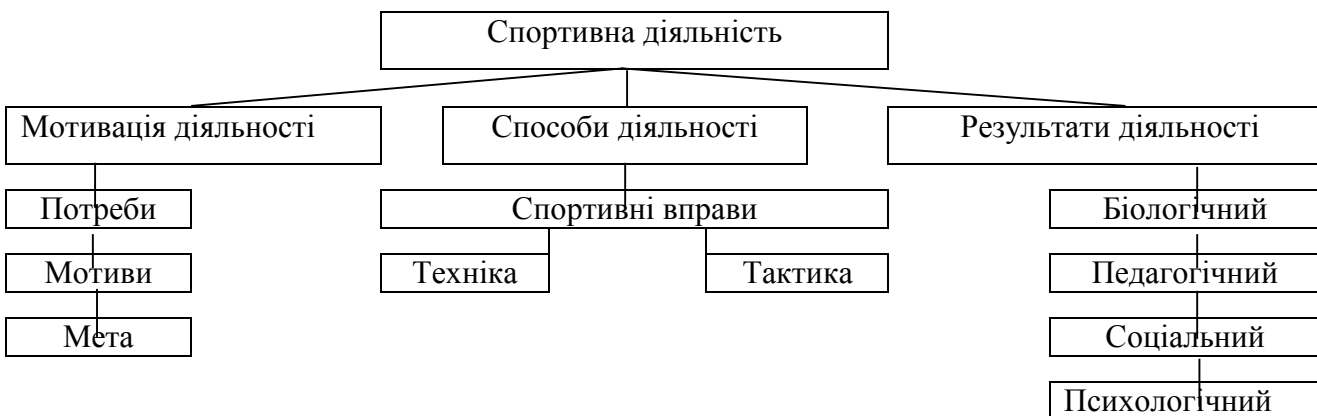 Спортивна діяльність
Мотивація діяльності
Способи діяльності
Результати діяльності
Потреби
Спортивні вправи
Біологічний
Мотиви
Техніка
Тактика
Педагогічний
Мета
Соціальний
Психологічний